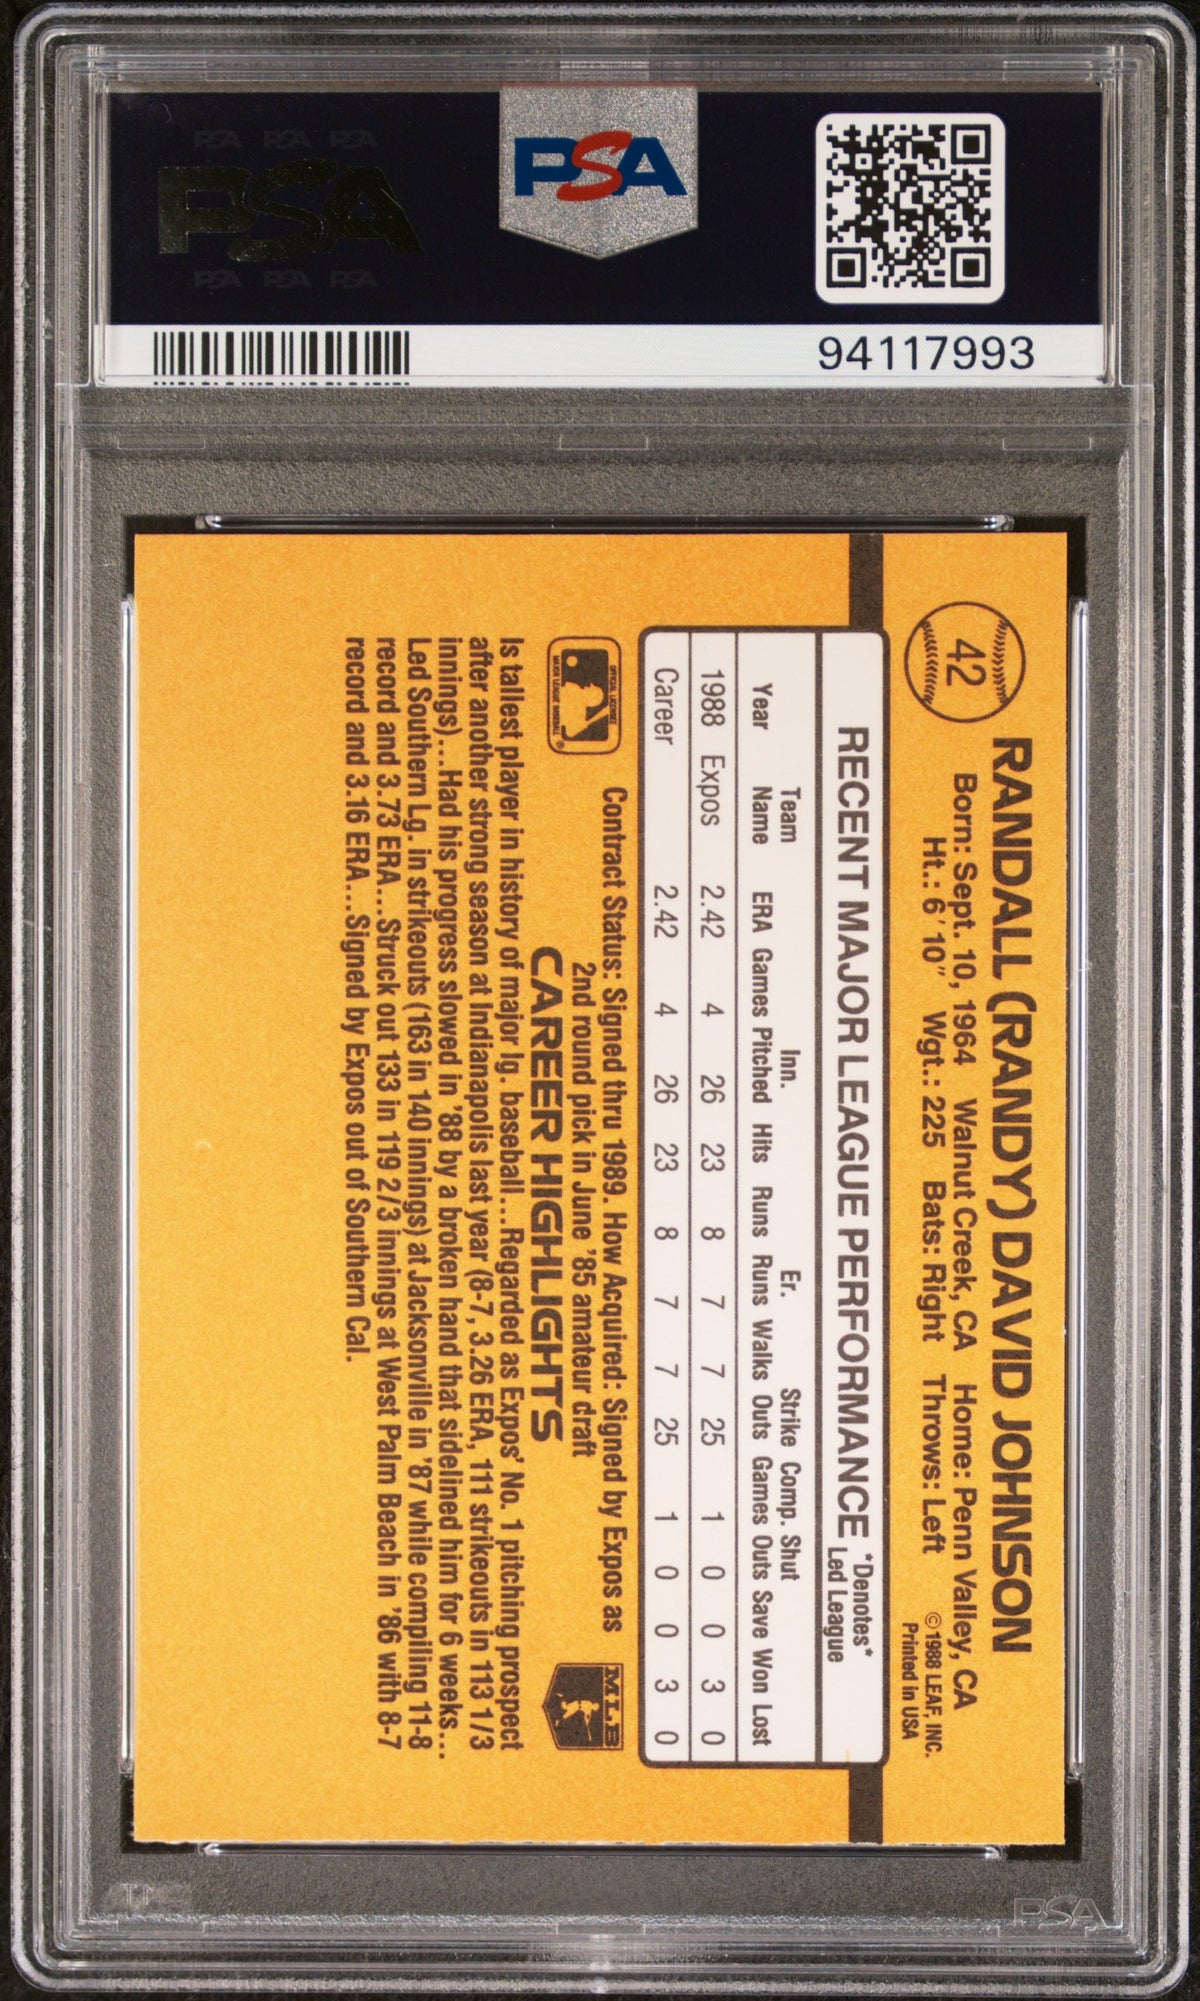 PSA PSA PSA
PSA
PSA PSA PSA
PSA
94117993
42
RANDALL (RANDY) DAVID JOHNSON
Born: Sept. 10, 1964 Walnut Creek, CA Home: Penn Valley, CA
Ht.: 6'10" Wgt.: 225 Bats: Right Throws: Left
©1988 LEAF, INC.
Printed in USA
RECENT MAJOR LEAGUE PERFORMANCE
*Denotes*
Led League
Team Inn. Er. Strike Comp. Shut
Year Name ERA Games Pitched Hits Runs Runs Walks Outs Games Outs Save Won Lost
1988 Expos 2.42 4 26 23 8 7 7 25 1 0 0 3 0
Career 2.42 4 26 23 8 7 7 25 1 0 0 3 0
OFFICIAL LICENSEE
MAJOR LEAGUE BASEBALL ®
Contract Status: Signed thru 1989. How Acquired: Signed by Expos as
2nd round pick in June '85 amateur draft
MLB
CAREER HIGHLIGHTS
Is tallest player in history of major lg. baseball...Regarded as Expos' No. 1 pitching prospect
after another strong season at Indianapolis last year (8-7, 3.26 ERA, 111 strikeouts in 113 1/3
innings)...Had his progress slowed in '88 by a broken hand that sidelined him for 6 weeks...
Led Southern Lg. in strikeouts (163 in 140 innings) at Jacksonville in '87 while compiling 11-8
record and 3.73 ERA...Struck out 133 in 119 2/3 innings at West Palm Beach in '86 with 8-7
record and 3.16 ERA...Signed by Expos out of Southern Cal.
PSA